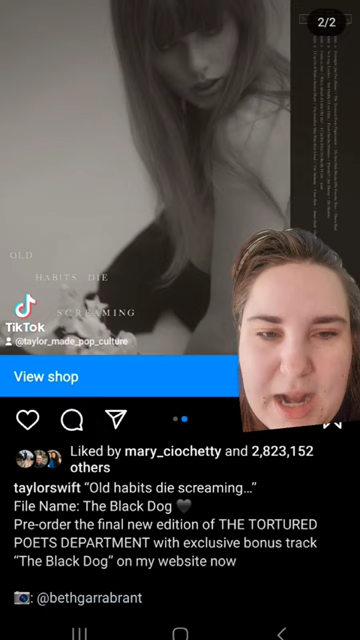 2/2
OLD
HABITS DIE
SCREAMING
TikTok
@taylor_made_pop_culture
View shop
Liked by mary_ciochetty and 2,823,152
others
taylorswift “Old habits die screaming…”
File Name: The Black Dog 🖤
Pre-order the final new edition of THE TORTURED
POETS DEPARTMENT with exclusive bonus track
“The Black Dog” on my website now
📷: @bethgarrabrant